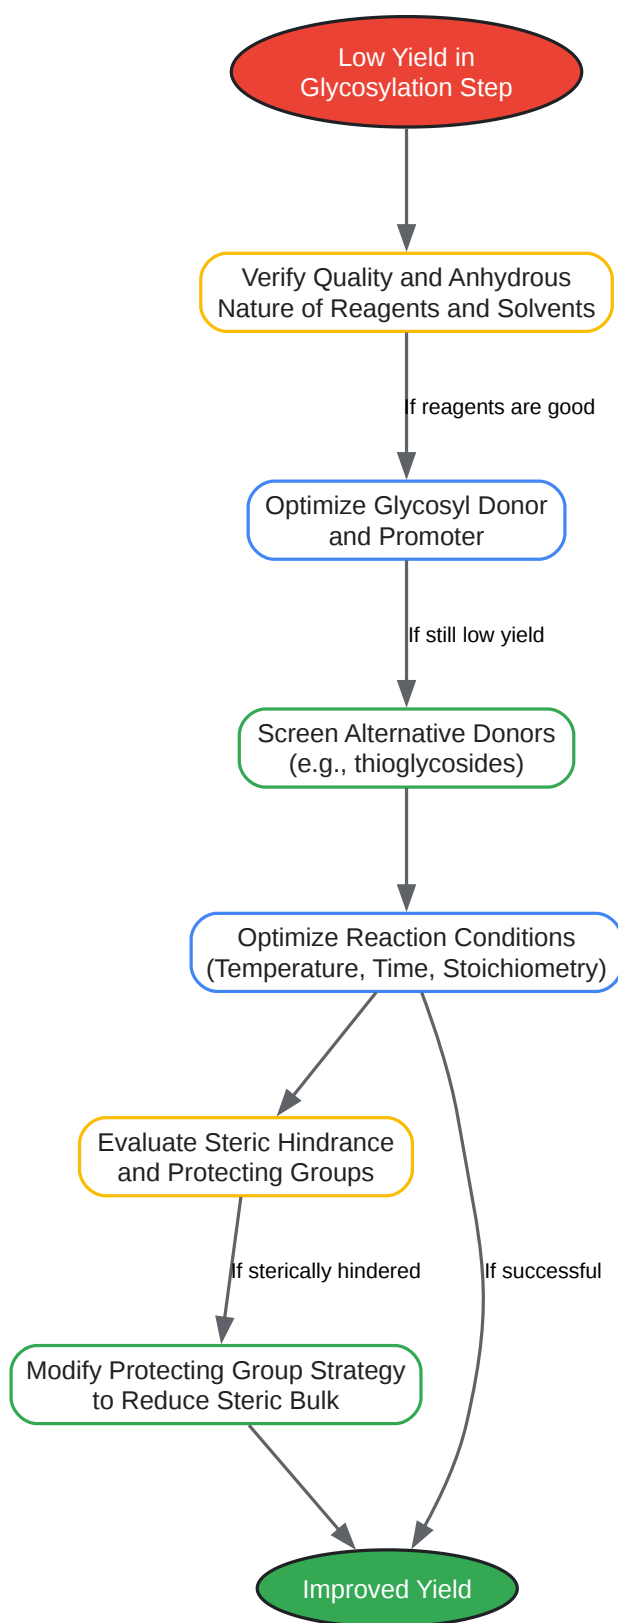 Low Yield in
Glycosylation Step
Verify Quality and Anhydrous
Nature of Reagents and Solvents
If reagents are good
Optimize Glycosyl Donor
and Promoter
If still low yield
Screen Alternative Donors
(e.g., thioglycosides)
Optimize Reaction Conditions
(Temperature, Time, Stoichiometry)
Evaluate Steric Hindrance
and Protecting Groups
If sterically hindered
If successful
Modify Protecting Group Strategy
to Reduce Steric Bulk
Improved Yield